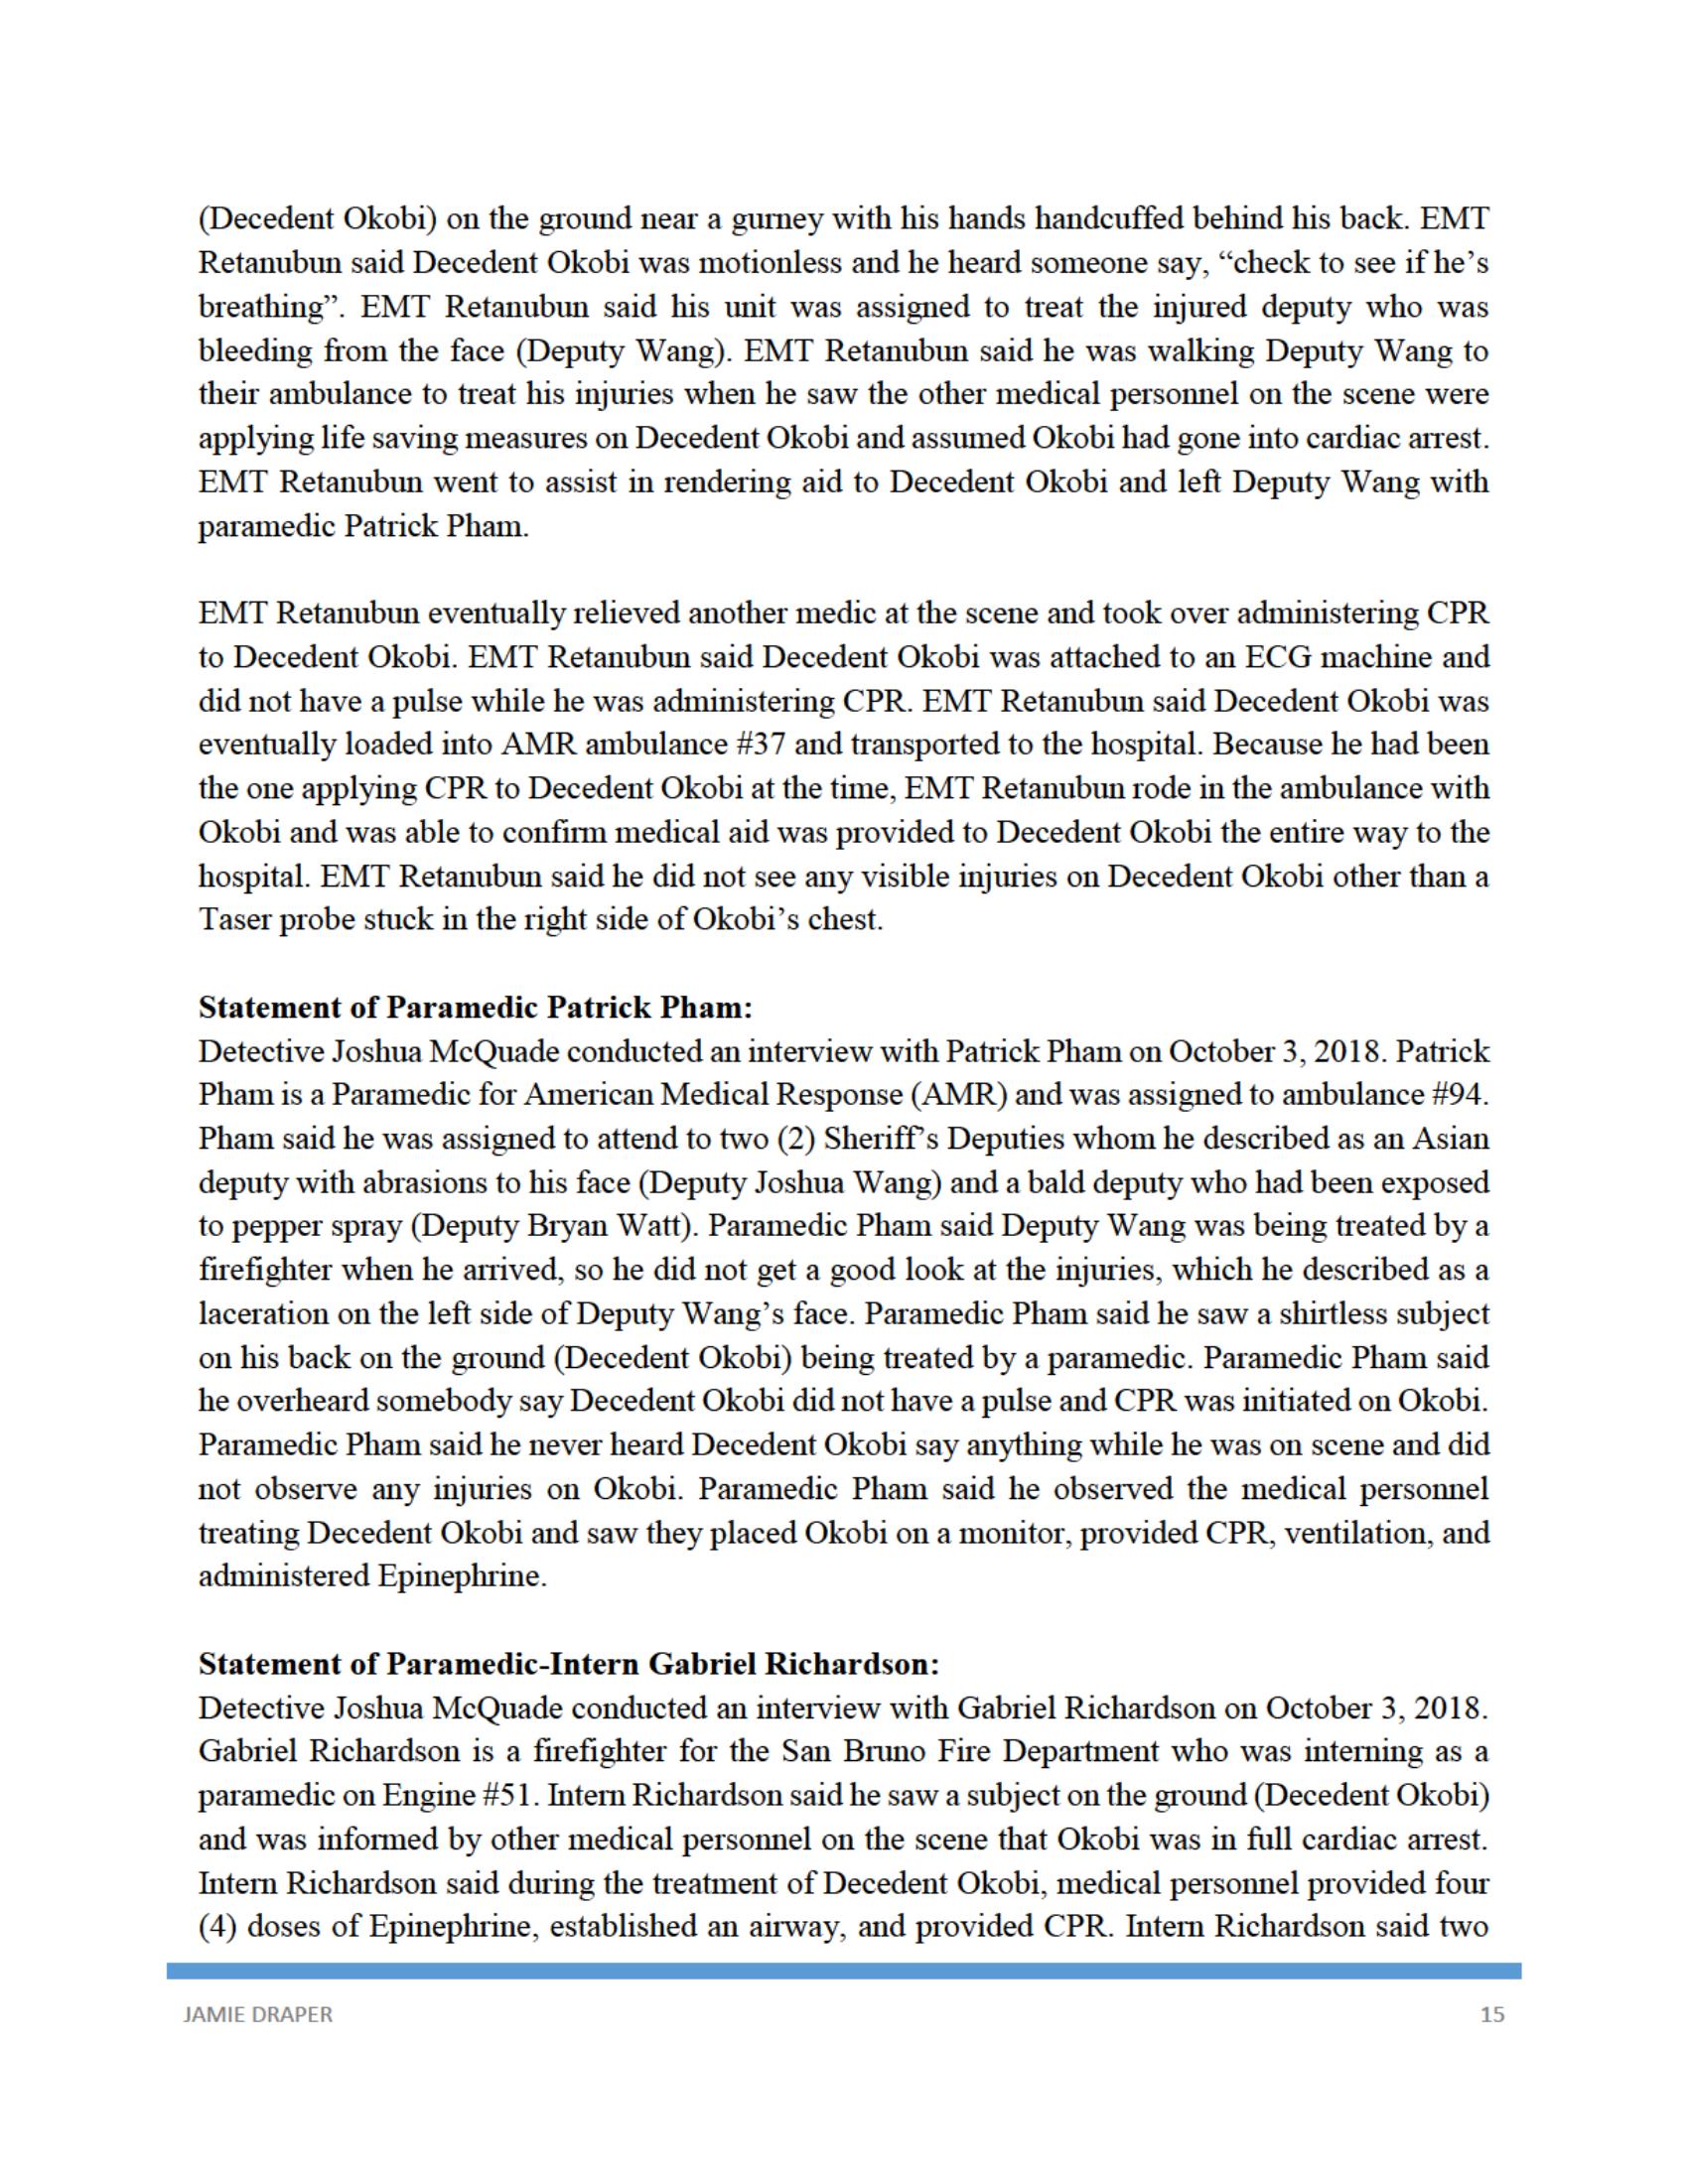 (Decedent Okobi) on the ground near a gurney with his hands handcuffed behind his back. EMT
Retanubun said Decedent Okobi was motionless and he heard someone say, “check to see if he’s
breathing”. EMT Retanubun said his unit was assigned to treat the injured deputy who was
bleeding from the face (Deputy Wang). EMT Retanubun said he was walking Deputy Wang to
their ambulance to treat his injuries when he saw the other medical personnel on the scene were
applying life saving measures on Decedent Okobi and assumed Okobi had gone into cardiac arrest.
EMT Retanubun went to assist in rendering aid to Decedent Okobi and left Deputy Wang with
paramedic Patrick Pham.
EMT Retanubun eventually relieved another medic at the scene and took over administering CPR
to Decedent Okobi. EMT Retanubun said Decedent Okobi was attached to an ECG machine and
did not have a pulse while he was administering CPR. EMT Retanubun said Decedent Okobi was
eventually loaded into AMR ambulance #37 and transported to the hospital. Because he had been
the one applying CPR to Decedent Okobi at the time, EMT Retanubun rode in the ambulance with
Okobi and was able to confirm medical aid was provided to Decedent Okobi the entire way to the
hospital. EMT Retanubun said he did not see any visible injuries on Decedent Okobi other than a
Taser probe stuck in the right side of Okobi’s chest.
Statement of Paramedic Patrick Pham:
Detective Joshua McQuade conducted an interview with Patrick Pham on October 3, 2018. Patrick
Pham is a Paramedic for American Medical Response (AMR) and was assigned to ambulance #94.
Pham said he was assigned to attend to two (2) Sheriff’s Deputies whom he described as an Asian
deputy with abrasions to his face (Deputy Joshua Wang) and a bald deputy who had been exposed
to pepper spray (Deputy Bryan Watt). Paramedic Pham said Deputy Wang was being treated by a
firefighter when he arrived, so he did not get a good look at the injuries, which he described as a
laceration on the left side of Deputy Wang’s face. Paramedic Pham said he saw a shirtless subject
on his back on the ground (Decedent Okobi) being treated by a paramedic. Paramedic Pham said
he overheard somebody say Decedent Okobi did not have a pulse and CPR was initiated on Okobi.
Paramedic Pham said he never heard Decedent Okobi say anything while he was on scene and did
not observe any injuries on Okobi. Paramedic Pham said he observed the medical personnel
treating Decedent Okobi and saw they placed Okobi on a monitor, provided CPR, ventilation, and
administered Epinephrine.
Statement of Paramedic-Intern Gabriel Richardson:
Detective Joshua McQuade conducted an interview with Gabriel Richardson on October 3, 2018.
Gabriel Richardson is a firefighter for the San Bruno Fire Department who was interning as a
paramedic on Engine #51. Intern Richardson said he saw a subject on the ground (Decedent Okobi)
and was informed by other medical personnel on the scene that Okobi was in full cardiac arrest.
Intern Richardson said during the treatment of Decedent Okobi, medical personnel provided four
(4) doses of Epinephrine, established an airway, and provided CPR. Intern Richardson said two
JAMIE DRAPER 15